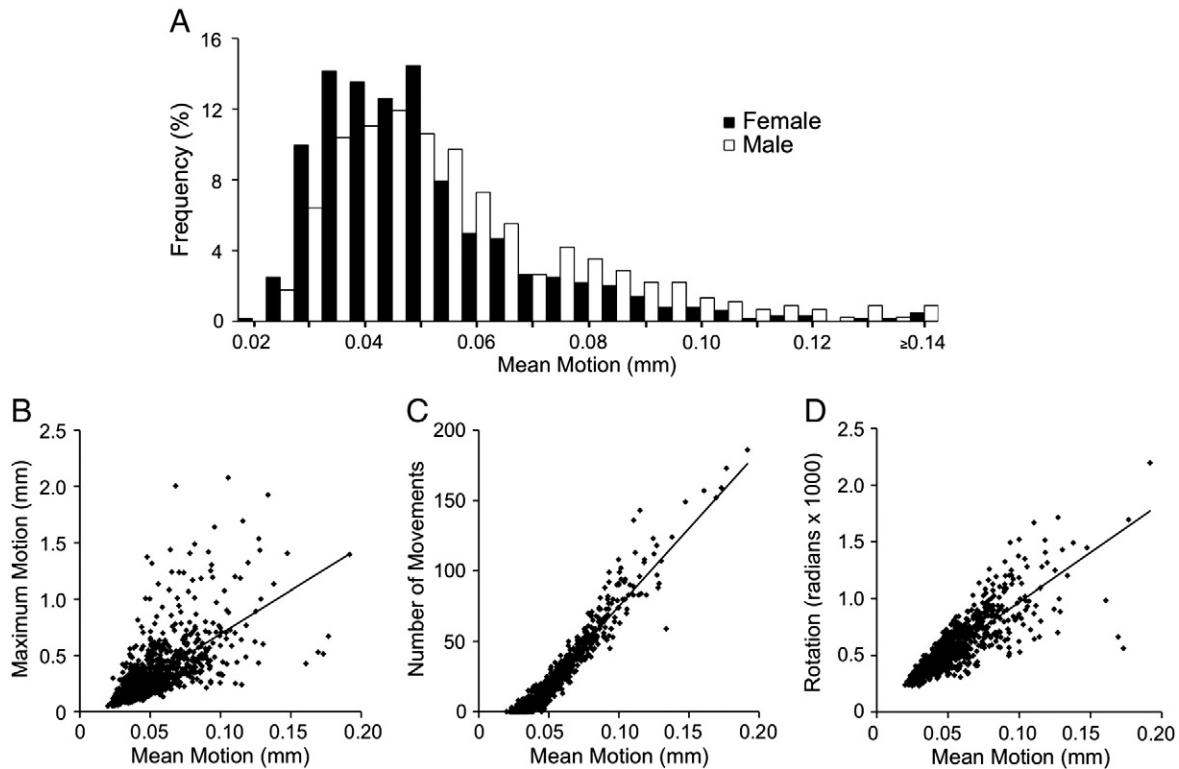 A
16
12
8
4
0
Frequency (%)
Female
Male
0.02 0.04 0.06 0.08 0.10 0.12 ≥0.14
Mean Motion (mm)
B
2.5
2.0
1.5
1.0
0.5
0
Maximum Motion (mm)
0 0.05 0.10 0.15 0.20
Mean Motion (mm)
C
200
150
100
50
0
Number of Movements
0 0.05 0.10 0.15 0.20
Mean Motion (mm)
D
2.5
2.0
1.5
1.0
0.5
0
Rotation (radians x 1000)
0 0.05 0.10 0.15 0.20
Mean Motion (mm)